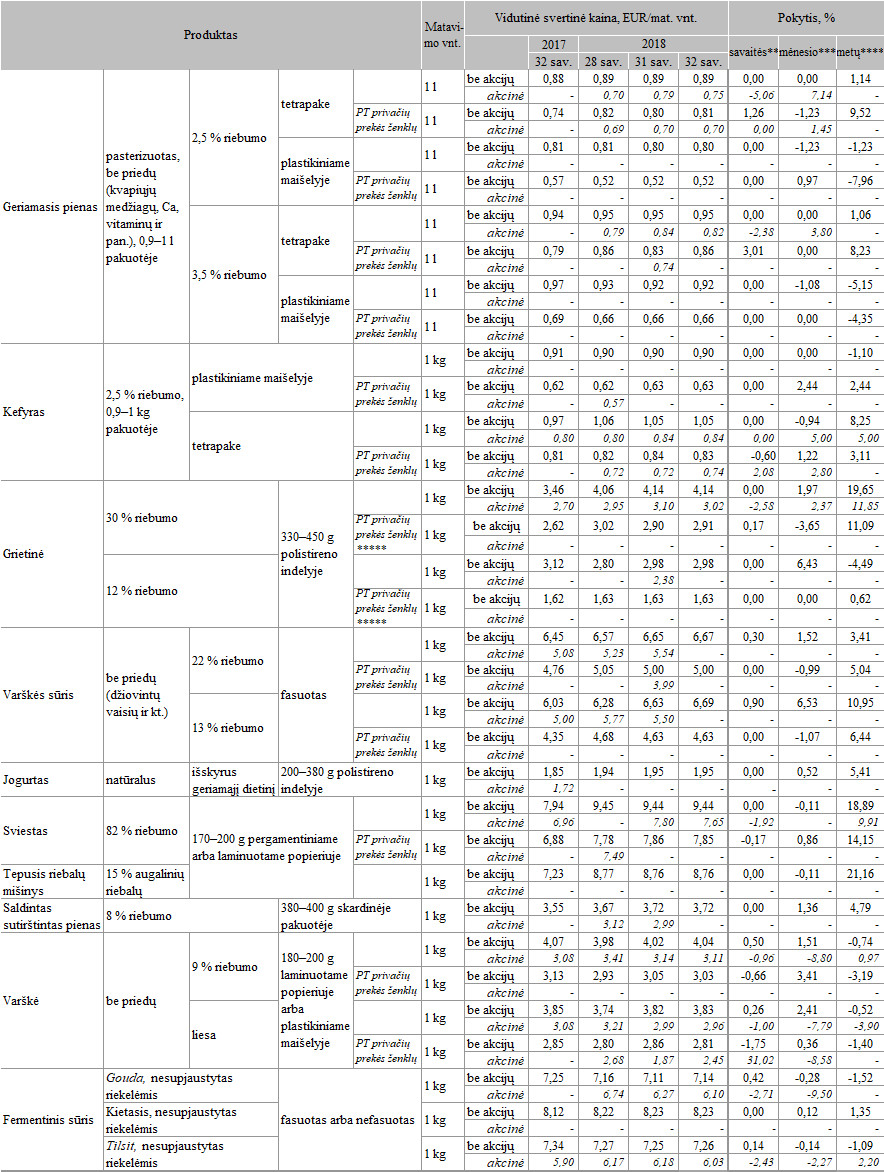 Produktas Matavi- Vidutinė svertinė kaina, EUR/mat. vnt. Pokytis, %
mo vnt. 2017 2018 savaitės** mėnesio*** metų****
32 sav. 28 sav. 31 sav. 32 sav.
Geriamasis pienas
pasterizuotas,
be priedų
(kvapiųjų
medžiagų, Ca,
vitaminų ir
pan.), 0,9–1 l
pakuotėje
2,5 % riebumo
tetrapake
1 l be akcijų 0,88 0,89 0,89 0,89 0,00 0,00 1,14
akcinė - 0,70 0,79 0,75 -5,06 7,14 -
PT privačių
prekės ženklų
1 l be akcijų 0,74 0,82 0,80 0,81 1,26 -1,23 9,52
akcinė - 0,69 0,70 0,70 0,00 1,45 -
plastikiniame
maišelyje
1 l be akcijų 0,81 0,81 0,80 0,80 0,00 -1,23 -1,23
akcinė - - - - - - -
PT privačių
prekės ženklų
1 l be akcijų 0,57 0,52 0,52 0,52 0,00 0,97 -7,96
akcinė - - - - - - -
3,5 % riebumo
tetrapake
1 l be akcijų 0,94 0,95 0,95 0,95 0,00 0,00 1,06
akcinė - 0,79 0,84 0,82 -2,38 3,80 -
PT privačių
prekės ženklų
1 l be akcijų 0,79 0,86 0,83 0,86 3,01 0,00 8,23
akcinė - - 0,74 - - - -
plastikiniame
maišelyje
1 l be akcijų 0,97 0,93 0,92 0,92 0,00 -1,08 -5,15
akcinė - - - - - - -
PT privačių
prekės ženklų
1 l be akcijų 0,69 0,66 0,66 0,66 0,00 0,00 -4,35
akcinė - - - - - - -
Kefyras
2,5 % riebumo,
0,9–1 kg
pakuotėje
plastikiniame maišelyje
1 kg be akcijų 0,91 0,90 0,90 0,90 0,00 0,00 -1,10
akcinė - - - - - - -
PT privačių
prekės ženklų
1 kg be akcijų 0,62 0,62 0,63 0,63 0,00 2,44 2,44
akcinė - 0,57 - - - - -
tetrapake
1 kg be akcijų 0,97 1,06 1,05 1,05 0,00 -0,94 8,25
akcinė 0,80 0,80 0,84 0,84 0,00 5,00 5,00
PT privačių
prekės ženklų
1 kg be akcijų 0,81 0,82 0,84 0,83 -0,60 1,22 3,11
akcinė - 0,72 0,72 0,74 2,08 2,80 -
Grietinė
30 % riebumo
330–450 g
polistireno
indelyje
1 kg be akcijų 3,46 4,06 4,14 4,14 0,00 1,97 19,65
akcinė 2,70 2,95 3,10 3,02 -2,58 2,37 11,85
PT privačių
prekės ženklų
*****
1 kg be akcijų 2,62 3,02 2,90 2,91 0,17 -3,65 11,09
akcinė - - - - - - -
12 % riebumo
1 kg be akcijų 3,12 2,80 2,98 2,98 0,00 6,43 -4,49
akcinė - - 2,38 - - - -
PT privačių
prekės ženklų
*****
1 kg be akcijų 1,62 1,63 1,63 1,63 0,00 0,00 0,62
akcinė - - - - - - -
Varškės sūris
be priedų
(džiovintų
vaisių ir kt.)
22 % riebumo
fasuotas
1 kg be akcijų 6,45 6,57 6,65 6,67 0,30 1,52 3,41
akcinė 5,08 5,23 5,54 - - - -
PT privačių
prekės ženklų
1 kg be akcijų 4,76 5,05 5,00 5,00 0,00 -0,99 5,04
akcinė - - 3,99 - - - -
13 % riebumo
1 kg be akcijų 6,03 6,28 6,63 6,69 0,90 6,53 10,95
akcinė 5,00 5,77 5,50 - - - -
PT privačių
prekės ženklų
1 kg be akcijų 4,35 4,68 4,63 4,63 0,00 -1,07 6,44
akcinė - - - - - - -
Jogurtas
natūralus
išskyrus
geriamąjį dietinį
200–380 g polistireno
indelyje
1 kg be akcijų 1,85 1,94 1,95 1,95 0,00 0,52 5,41
akcinė 1,72 - - - - - -
Sviestas
82 % riebumo
170–200 g pergamentiniame
arba laminuotame popieriuje
1 kg be akcijų 7,94 9,45 9,44 9,44 0,00 -0,11 18,89
akcinė 6,96 - 7,80 7,65 -1,92 - 9,91
PT privačių
prekės ženklų
1 kg be akcijų 6,88 7,78 7,86 7,85 -0,17 0,86 14,15
akcinė - 7,49 - - - - -
Tepusis riebalų
mišinys
15 % augalinių
riebalų
1 kg be akcijų 7,23 8,77 8,76 8,76 0,00 -0,11 21,16
akcinė - - - - - - -
Saldintas
sutirštintas pienas
8 % riebumo
380–400 g skardinėje
pakuotėje
1 kg be akcijų 3,55 3,67 3,72 3,72 0,00 1,36 4,79
akcinė - 3,12 2,99 - - - -
Varškė
be priedų
9 % riebumo
180–200 g
laminuotame
popieriuje
arba
plastikiniame
maišelyje
1 kg be akcijų 4,07 3,98 4,02 4,04 0,50 1,51 -0,74
akcinė 3,08 3,41 3,14 3,11 -0,96 -8,80 0,97
PT privačių
prekės ženklų
1 kg be akcijų 3,13 2,93 3,05 3,03 -0,66 3,41 -3,19
akcinė - - - - - - -
liesa
1 kg be akcijų 3,85 3,74 3,82 3,83 0,26 2,41 -0,52
akcinė 3,08 3,21 2,99 2,96 -1,00 -7,79 -3,90
PT privačių
prekės ženklų
1 kg be akcijų 2,85 2,80 2,86 2,81 -1,75 0,36 -1,40
akcinė - 2,68 1,87 2,45 31,02 -8,58 -
Fermentinis sūris
Gouda, nesupjaustytas
riekelėmis
fasuotas arba nefasuotas
1 kg be akcijų 7,25 7,16 7,11 7,14 0,42 -0,28 -1,52
akcinė - 6,74 6,27 6,10 -2,71 -9,50 -
Kietasis, nesupjaustytas
riekelėmis
1 kg be akcijų 8,12 8,22 8,23 8,23 0,00 0,12 1,35
akcinė - - - - - - -
Tilsit, nesupjaustytas
riekelėmis
1 kg be akcijų 7,34 7,27 7,25 7,26 0,14 -0,14 -1,09
akcinė 5,90 6,17 6,18 6,03 -2,43 -2,27 2,20